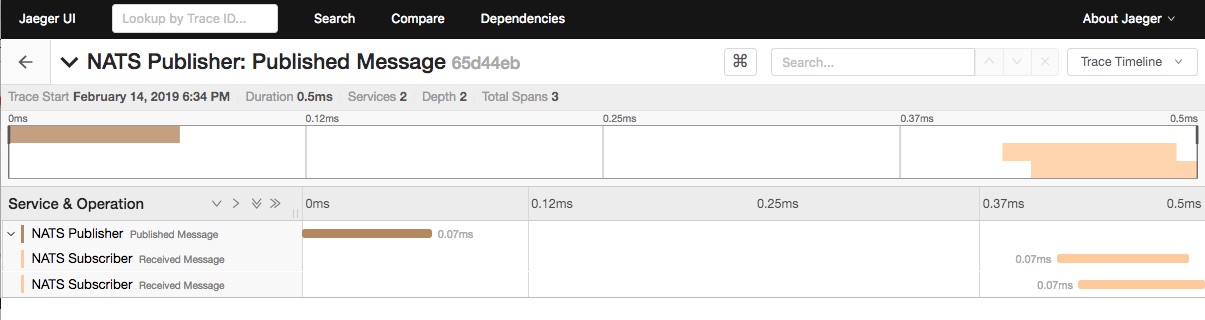 Jaeger UI Lookup by Trace ID... Search Compare Dependencies About Jaeger
NATS Publisher: Published Message 65d44eb ⌘ Search... Trace Timeline
Trace Start February 14, 2019 6:34 PM Duration 0.5ms Services 2 Depth 2 Total Spans 3
0ms 0.12ms 0.25ms 0.37ms 0.5ms
Service & Operation 0ms 0.12ms 0.25ms 0.37ms 0.5ms
NATS Publisher Published Message 0.07ms
NATS Subscriber Received Message 0.07ms
NATS Subscriber Received Message 0.07ms